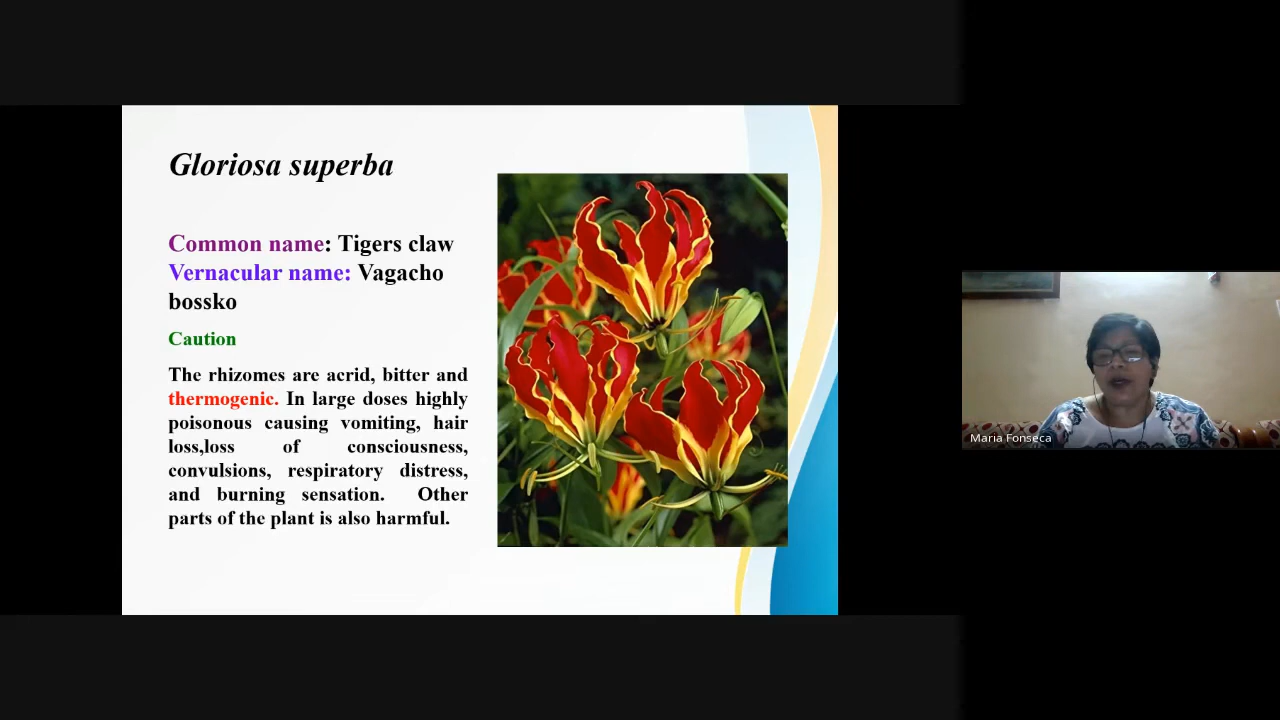 Gloriosa superba
Common name: Tigers claw
Vernacular name: Vagacho
bossko
Caution
The rhizomes are acrid, bitter and
thermogenic. In large doses highly
poisonous causing vomiting, hair
loss,loss of consciousness,
convulsions, respiratory distress,
and burning sensation. Other
parts of the plant is also harmful.
Maria Fonseca